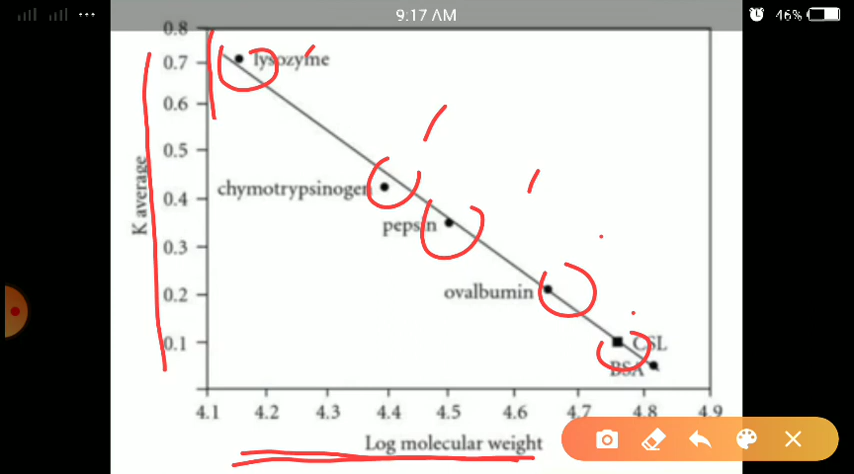 9:17 AM
46%
0.8
0.7
lysozyme
0.6
0.5
chymotrypsinogen
0.4
pepsin
0.3
ovalbumin
0.2
0.1
CSL
BSA
K average
4.1 4.2 4.3 4.4 4.5 4.6 4.7 4.8 4.9
Log molecular weight